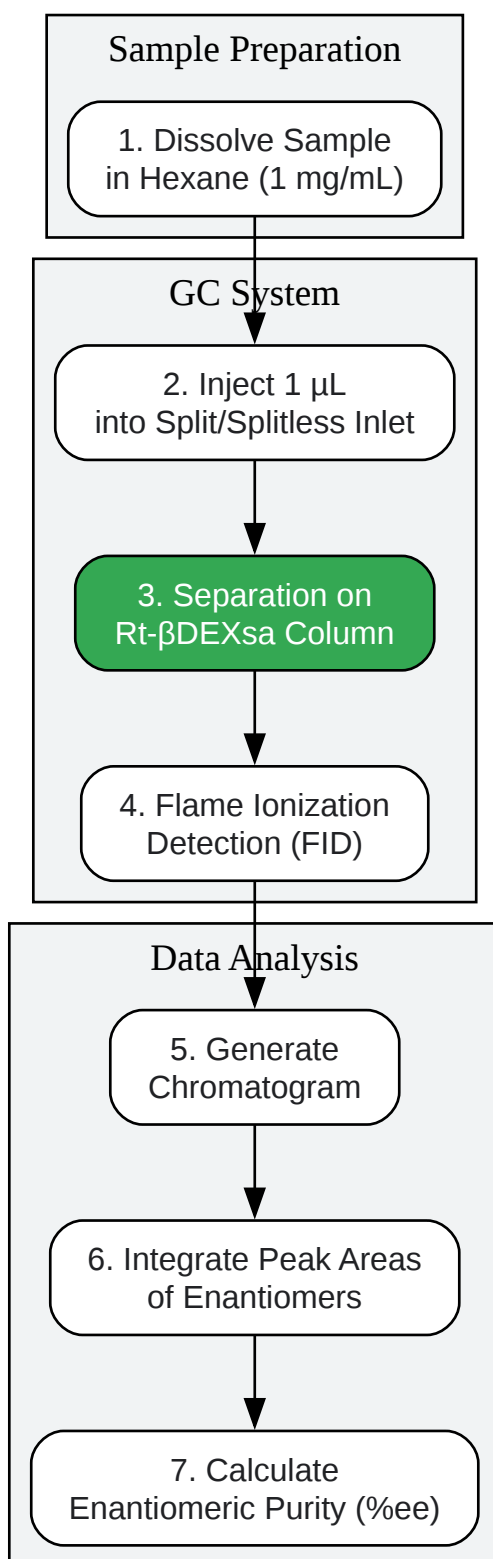 Sample Preparation
1. Dissolve Sample
in Hexane (1 mg/mL)
GC System
2. Inject 1 µL
into Split/Splitless Inlet
3. Separation on
Rt-βDEXsa Column
4. Flame Ionization
Detection (FID)
Data Analysis
5. Generate
Chromatogram
6. Integrate Peak Areas
of Enantiomers
7. Calculate
Enantiomeric Purity (%ee)